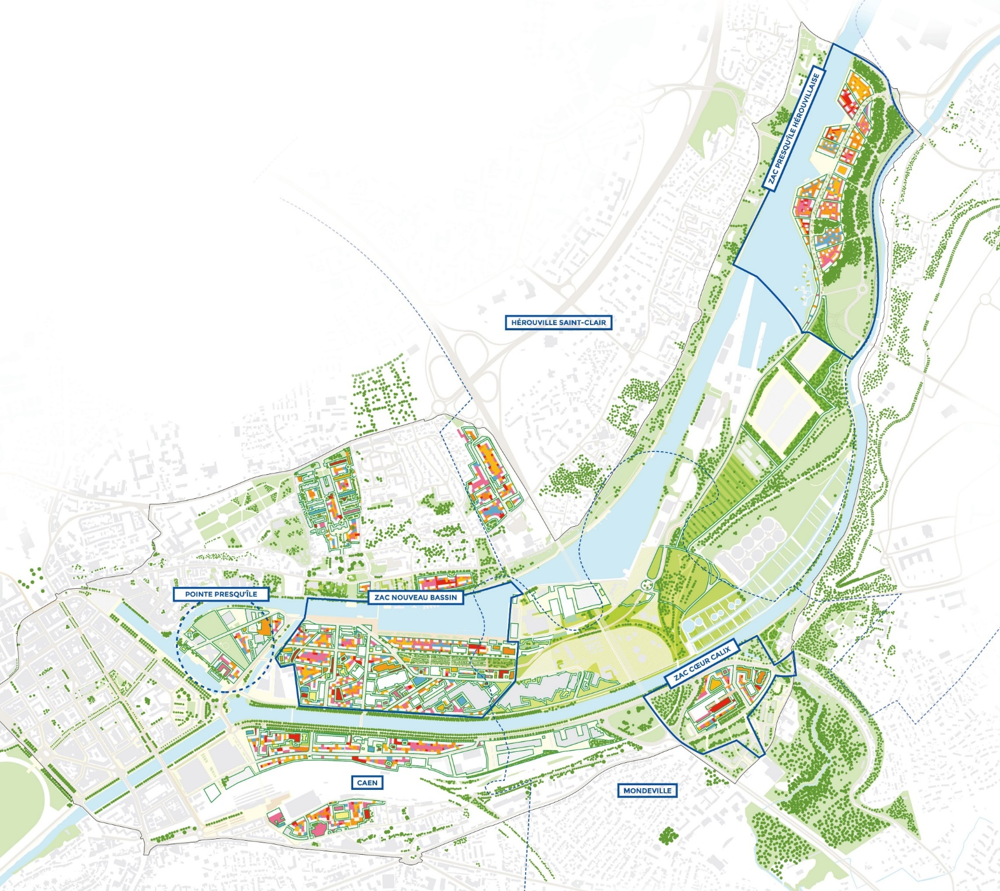 ZAC PRESQU'ÎLE HÉROUVILLAISE
HÉROUVILLE SAINT-CLAIR
POINTE PRESQU'ÎLE
ZAC NOUVEAU BASSIN
ZAC CŒUR CALIX
CAEN
MONDEVILLE